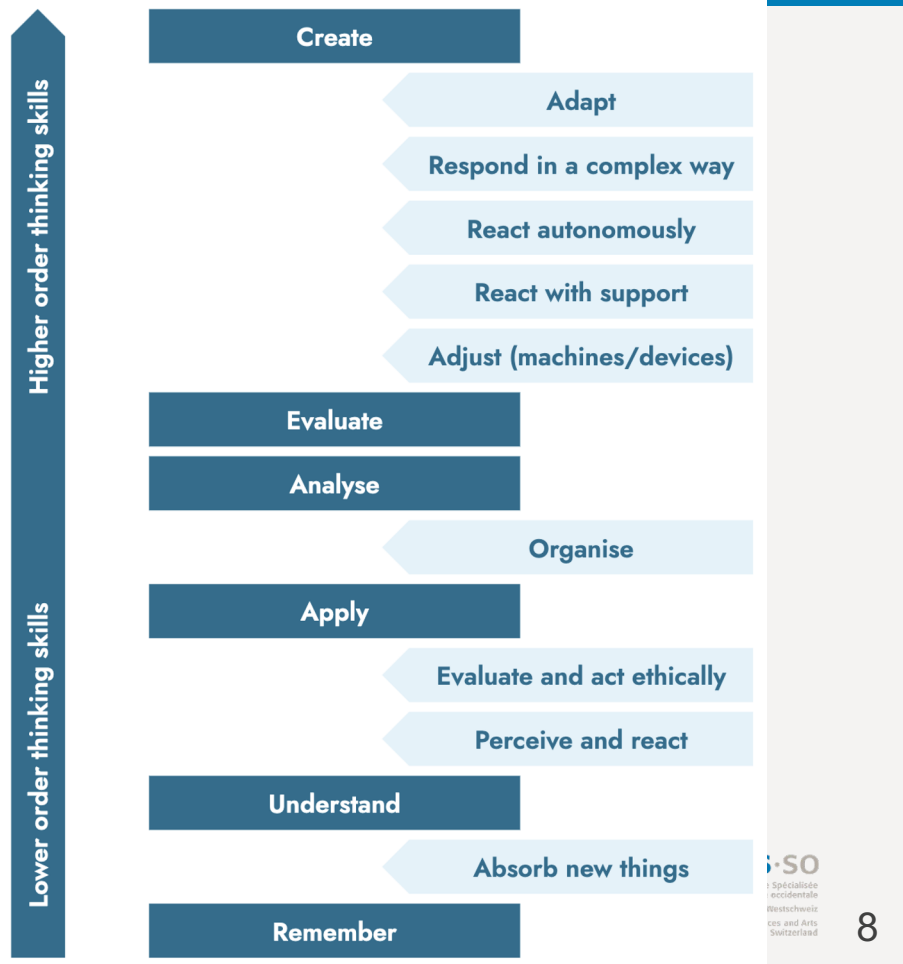 Higher order thinking skills
Lower order thinking skills
Create
Adapt
Respond in a complex way
React autonomously
React with support
Adjust (machines/devices)
Evaluate
Analyse
Organise
Apply
Evaluate and act ethically
Perceive and react
Understand
Absorb new things
Remember
·SO
Spécialisée
occidentale
Westschweiz
and Arts
Switzerland
8